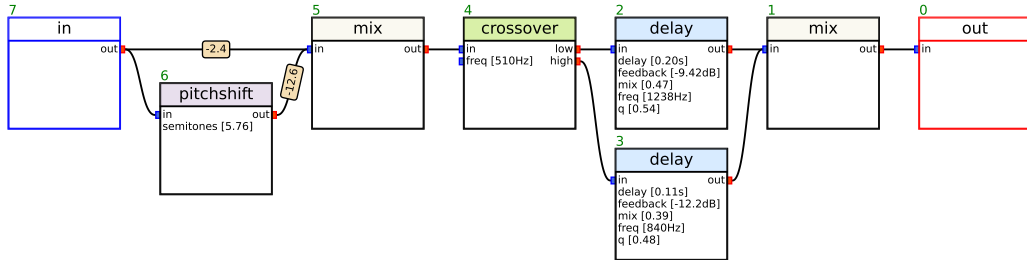 7
in
out
-2.4
6
pitchshift
in out
semitones [5.76]
-12.6
5
mix
in out
4
crossover
in low
freq [510Hz] high
2
delay
in out
delay [0.20s]
feedback [-9.42dB]
mix [0.47]
freq [1238Hz]
q [0.54]
3
delay
in out
delay [0.11s]
feedback [-12.2dB]
mix [0.39]
freq [840Hz]
q [0.48]
1
mix
in out
0
out
in